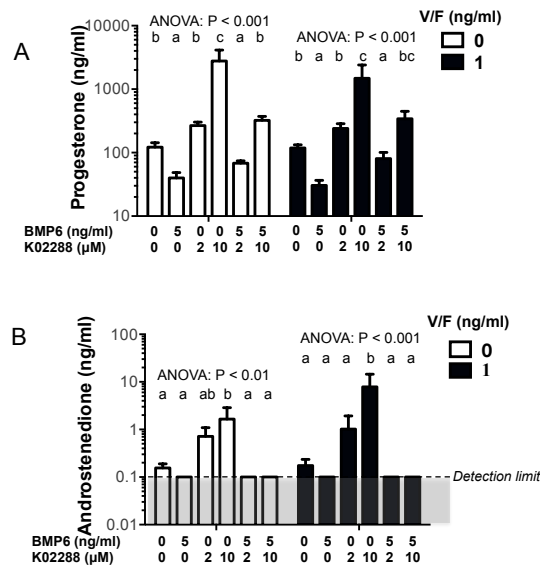 V/F (ng/ml)
0
1
A
ANOVA: P < 0.001
b a b c a b
ANOVA: P < 0.001
b a b c a bc
Progesterone (ng/ml)
10000
1000
100
10
BMP6 (ng/ml) 0 5 0 0 5 5 0 5 0 0 5 5
K02288 (µM) 0 0 2 10 2 10 0 0 2 10 2 10
B
V/F (ng/ml)
0
1
ANOVA: P < 0.01
a a ab b a a
ANOVA: P < 0.001
a a a b a a
Androstenedione (ng/ml)
100
10
1
0.1
0.01
Detection limit
BMP6 (ng/ml) 0 5 0 0 5 5 0 5 0 0 5 5
K02288 (µM) 0 0 2 10 2 10 0 0 2 10 2 10